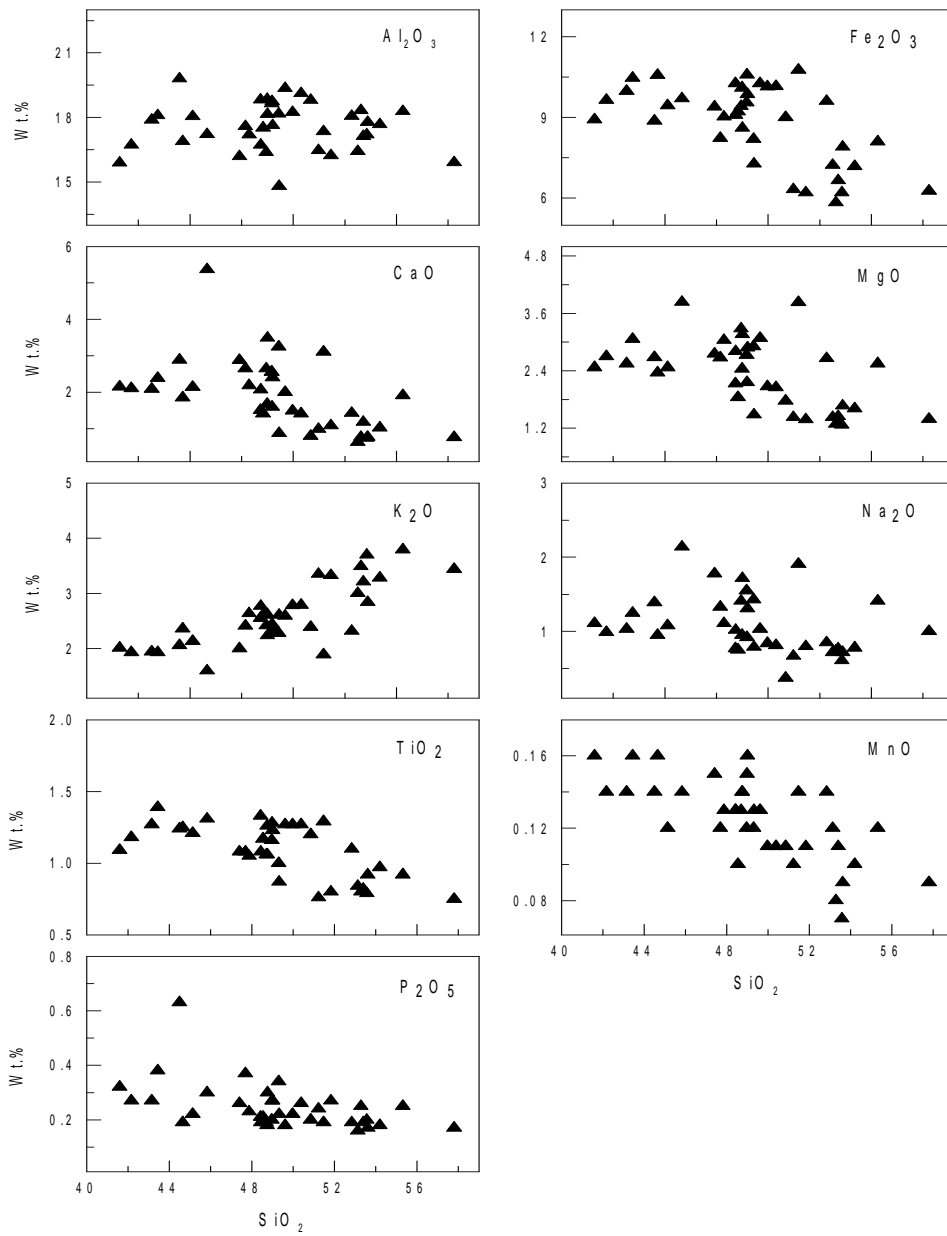 Al₂O₃
21
18
15
Wt.%
Fe₂O₃
12
9
6
CaO
6
4
2
Wt.%
MgO
4.8
3.6
2.4
1.2
K₂O
5
4
3
2
Wt.%
Na₂O
3
2
1
0
TiO₂
2.0
1.5
1.0
0.5
Wt.%
MnO
0.16
0.12
0.08
40 44 48 52 56
SiO₂
P₂O₅
0.8
0.6
0.4
0.2
Wt.%
40 44 48 52 56
SiO₂